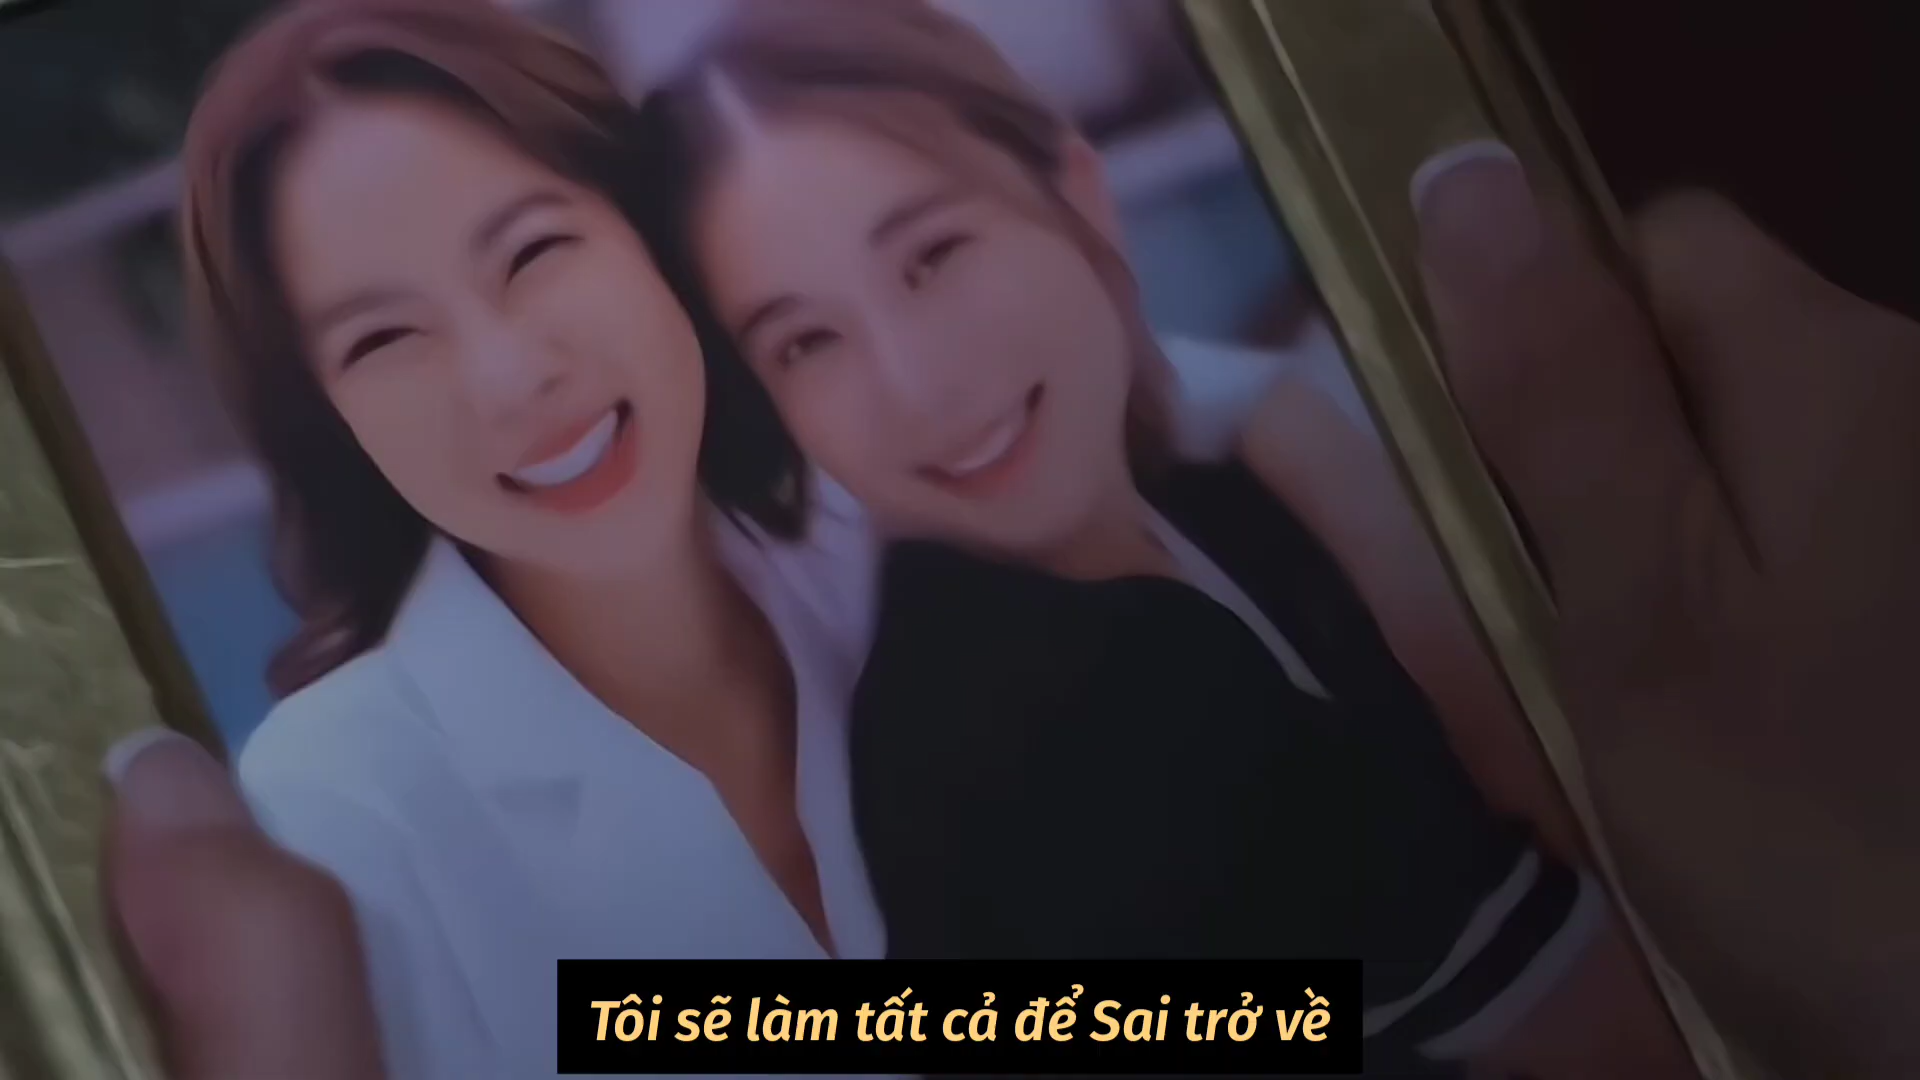 Tôi sẽ làm tất cả để Sai trở về